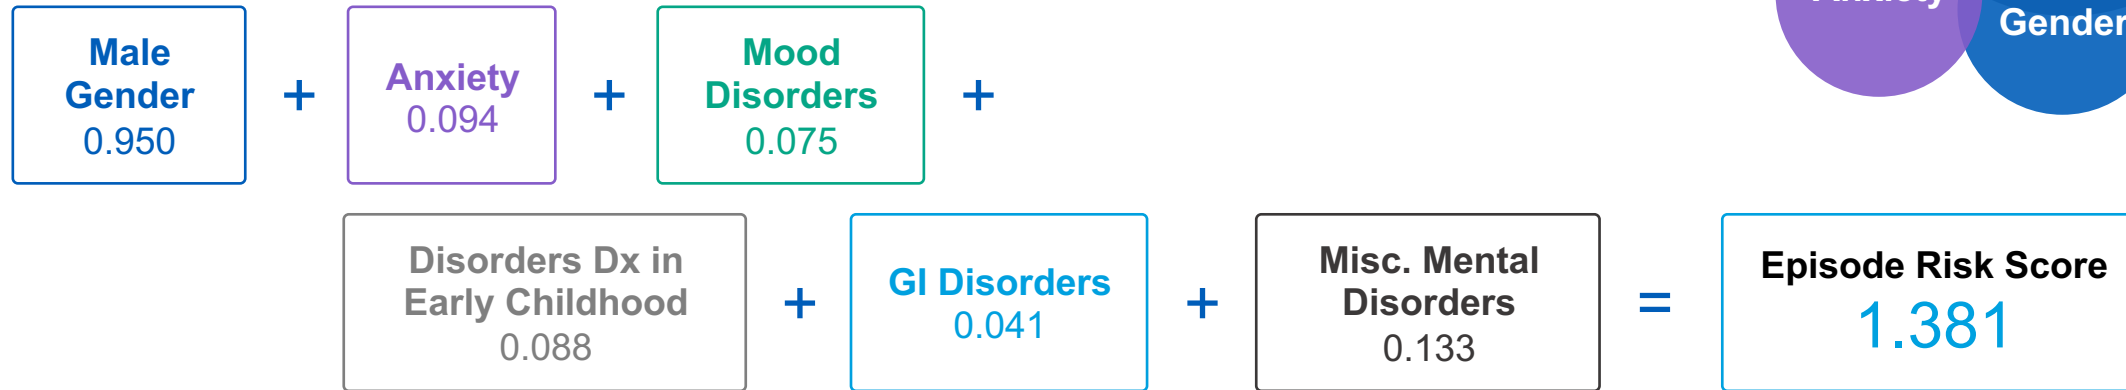 Gender
Male
Gender
0.950
+
Anxiety
0.094
+
Mood
Disorders
0.075
+
Disorders Dx in
Early Childhood
0.088
+
GI Disorders
0.041
+
Misc. Mental
Disorders
0.133
=
Episode Risk Score
1.381